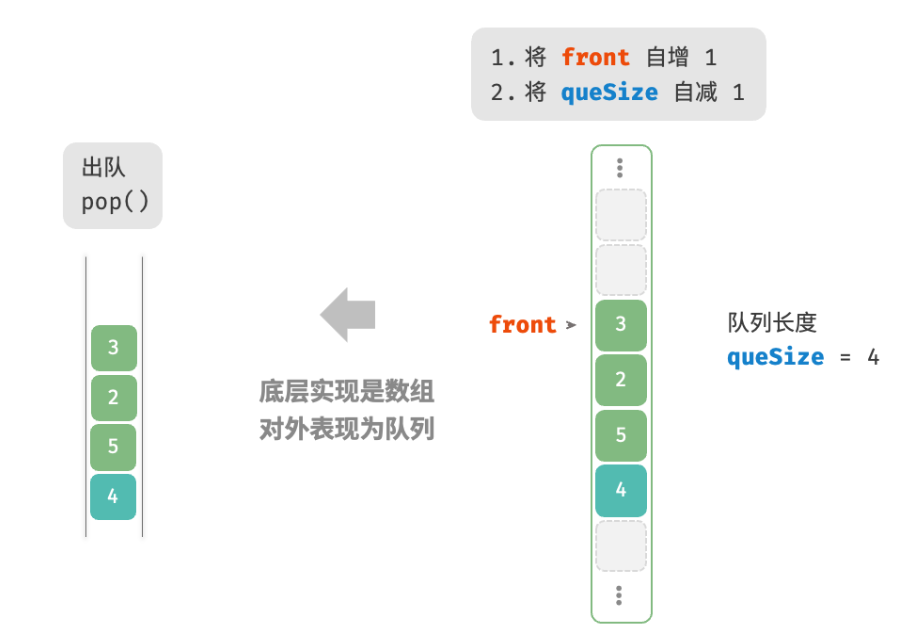 1. 将 front 自增 1
2. 将 queSize 自减 1
出队
pop()
3
2
5
4
底层实现是数组
对外表现为队列
front
3
2
5
4
队列长度
queSize = 4